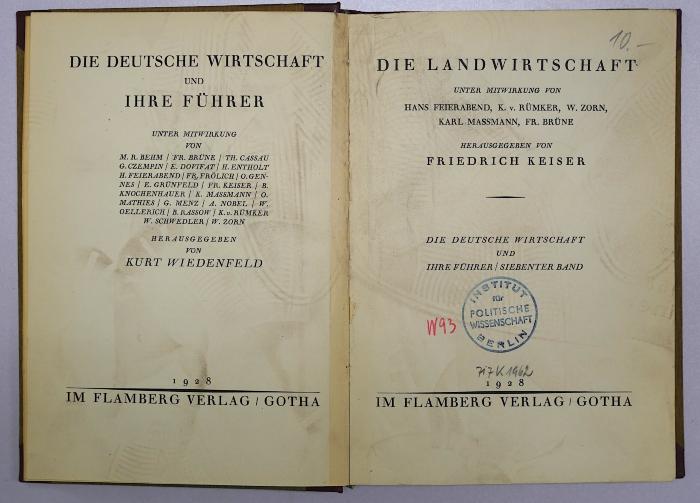 DIE DEUTSCHE WIRTSCHAFT
UND
IHRE FÜHRER
UNTER MITWIRKUNG
VON
M. R. BEHM / FR. BRÜNE / TH. CASSAU
G. CZEMPIN / E. DOVIFAT / H. ENTHOLT
H. FEIERABEND / FR. FRÖLICH / O. GEN-
NES / E. GRÜNFELD / FR. KEISER / B.
KNOCHENHAUER / K. MASSMANN / O.
MATHIES / G. MENZ / A. NOBEL / W.
OELLERICH / B. RASSOW / K. v. RÜMKER
W. SCHWEDLER / W. ZORN
HERAUSGEGEBEN
VON
KURT WIEDENFELD
1928
IM FLAMBERG VERLAG / GOTHA
10.-
DIE LANDWIRTSCHAFT
UNTER MITWIRKUNG VON
HANS FEIERABEND, K. v. RÜMKER, W. ZORN,
KARL MASSMANN, FR. BRÜNE
HERAUSGEGEBEN VON
FRIEDRICH KEISER
DIE DEUTSCHE WIRTSCHAFT
UND
IHRE FÜHRER / SIEBENTER BAND
INSTITUT
für
POLITISCHE
WISSENSCHAFT
BERLIN
W93
717 K 1962
1928
IM FLAMBERG VERLAG / GOTHA